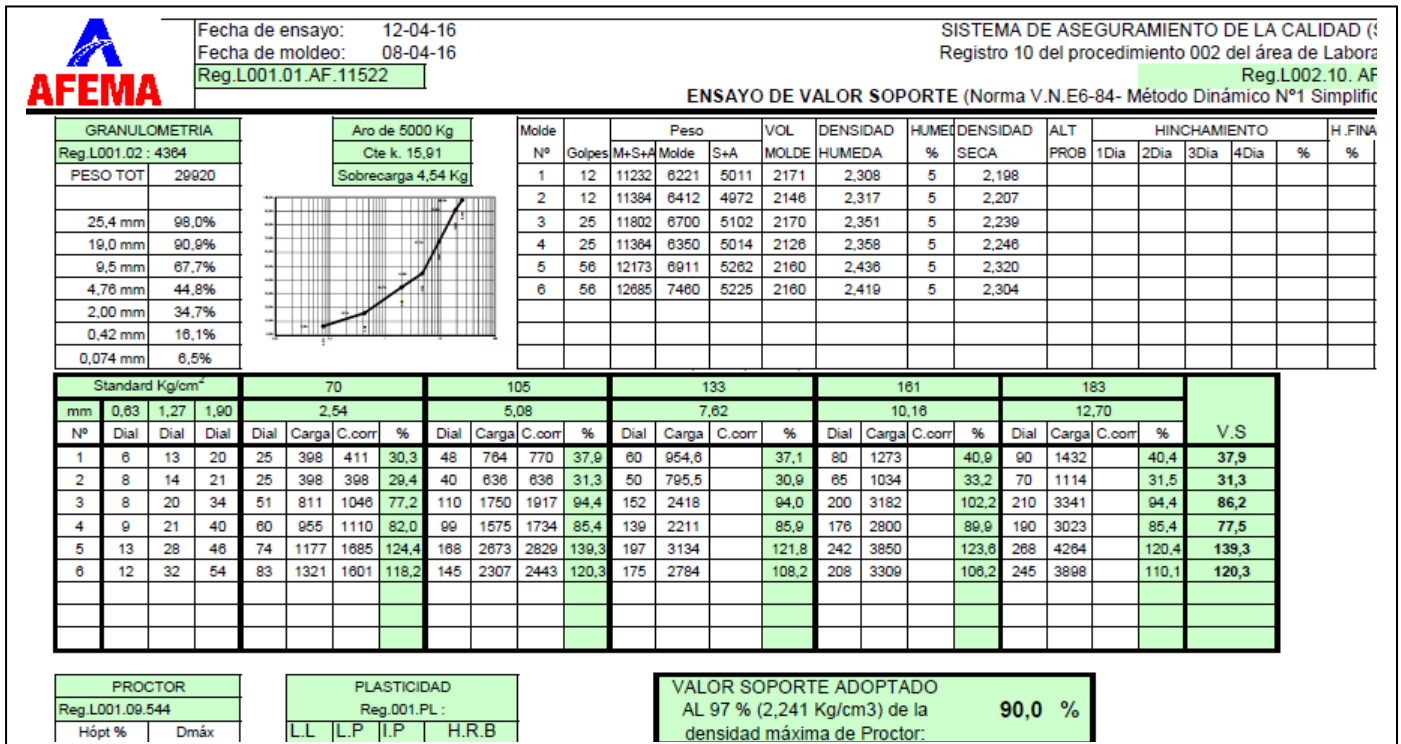 AFEMA
Fecha de ensayo: 12-04-16
Fecha de moldeo: 08-04-16
Reg.L001.01.AF.11522
SISTEMA DE ASEGURAMIENTO DE LA CALIDAD (
Registro 10 del procedimiento 002 del área de Labora
Reg.L002.10. AF
ENSAYO DE VALOR SOPORTE (Norma V.N.E6-84- Método Dinámico Nº1 Simplific
GRANULOMETRIA
Reg.L001.02 : 4364
PESO TOT 29920
25,4 mm 98,0%
19,0 mm 90,9%
9,5 mm 67,7%
4,76 mm 44,8%
2,00 mm 34,7%
0,42 mm 16,1%
0,074 mm 6,5%
Aro de 5000 Kg
Cte k. 15,91
Sobrecarga 4,54 Kg
Molde Peso VOL DENSIDAD HUMED DENSIDAD ALT HINCHAMIENTO H.FINA
Nº Golpes M+S+A Molde S+A MOLDE HUMEDA % SECA PROB 1Dia 2Dia 3Dia 4Dia % %
1 12 11232 6221 5011 2171 2,308 5 2,198
2 12 11384 6412 4972 2146 2,317 5 2,207
3 25 11802 6700 5102 2170 2,351 5 2,239
4 25 11364 6350 5014 2126 2,358 5 2,246
5 56 12173 6911 5262 2160 2,436 5 2,320
6 56 12685 7460 5225 2160 2,419 5 2,304
Standard Kg/cm² 70 105 133 161 183
mm 0,63 1,27 1,90 2,54 5,08 7,62 10,16 12,70
Nº Dial Dial Dial Dial Carga C.corr % Dial Carga C.corr % Dial Carga C.corr % Dial Carga C.corr % Dial Carga C.corr % V.S
1 6 13 20 25 398 411 30,3 48 764 770 37,9 60 954,6 37,1 80 1273 40,9 90 1432 40,4 37,9
2 8 14 21 25 398 398 29,4 40 636 636 31,3 50 795,5 30,9 65 1034 33,2 70 1114 31,5 31,3
3 8 20 34 51 811 1046 77,2 110 1750 1917 94,4 152 2418 94,0 200 3182 102,2 210 3341 94,4 86,2
4 9 21 40 60 955 1110 82,0 99 1575 1734 85,4 139 2211 85,9 176 2800 89,9 190 3023 85,4 77,5
5 13 28 46 74 1177 1685 124,4 168 2673 2829 139,3 197 3134 121,8 242 3850 123,6 268 4264 120,4 139,3
6 12 32 54 83 1321 1601 118,2 145 2307 2443 120,3 175 2784 108,2 208 3309 106,2 245 3898 110,1 120,3
PROCTOR
Reg.L001.09.544
Hópt % Dmáx
PLASTICIDAD
Reg.001.PL :
L.L L.P I.P H.R.B
VALOR SOPORTE ADOPTADO
AL 97 % (2,241 Kg/cm3) de la 90,0 %
densidad máxima de Proctor: